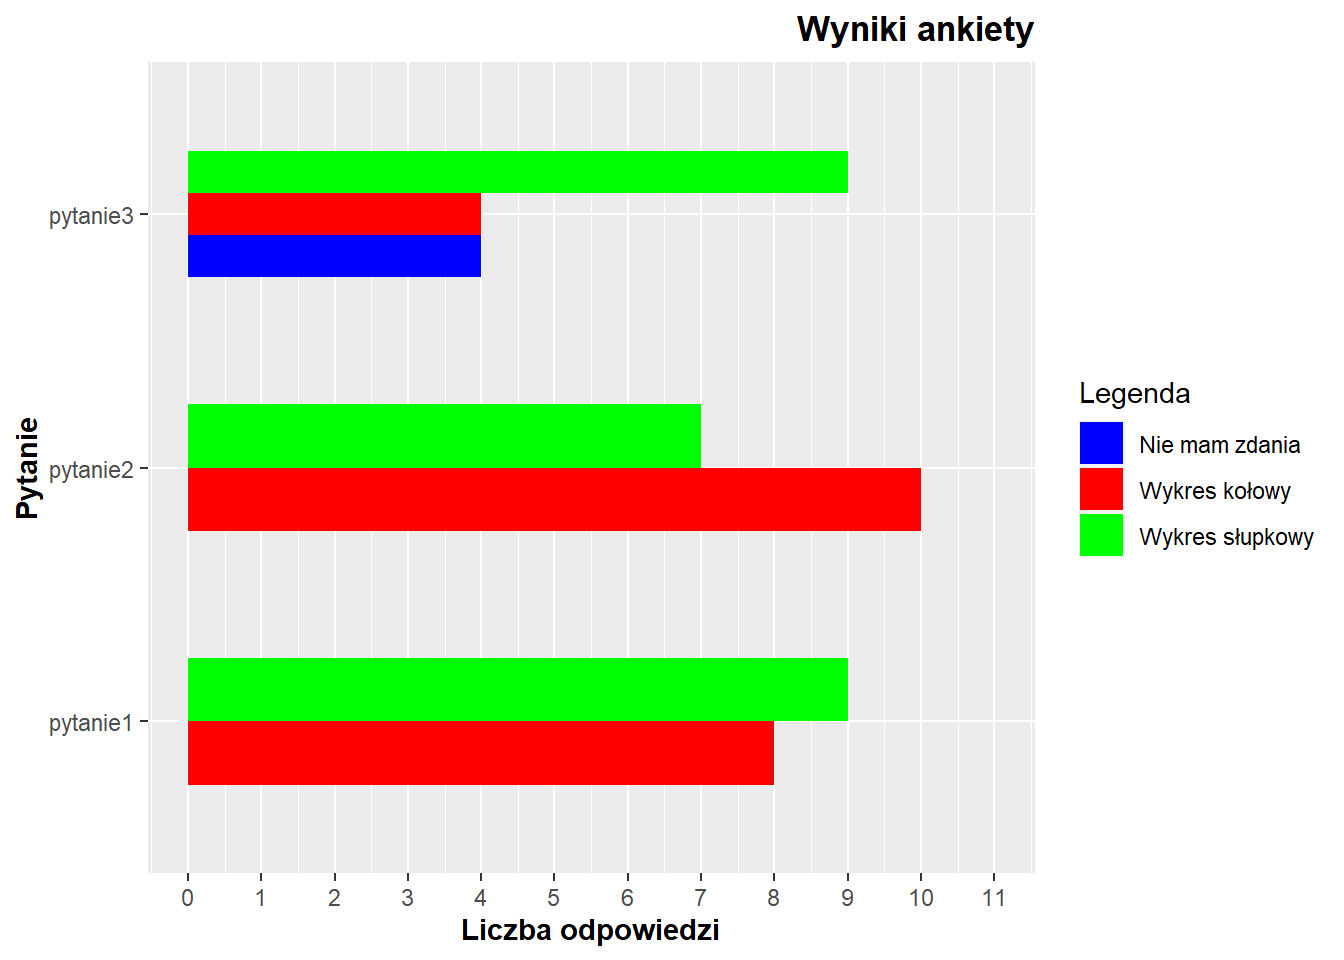 Wyniki ankiety
Pytanie
pytanie3
pytanie2
pytanie1
0 1 2 3 4 5 6 7 8 9 10 11
Liczba odpowiedzi
Legenda
Nie mam zdania
Wykres kołowy
Wykres słupkowy